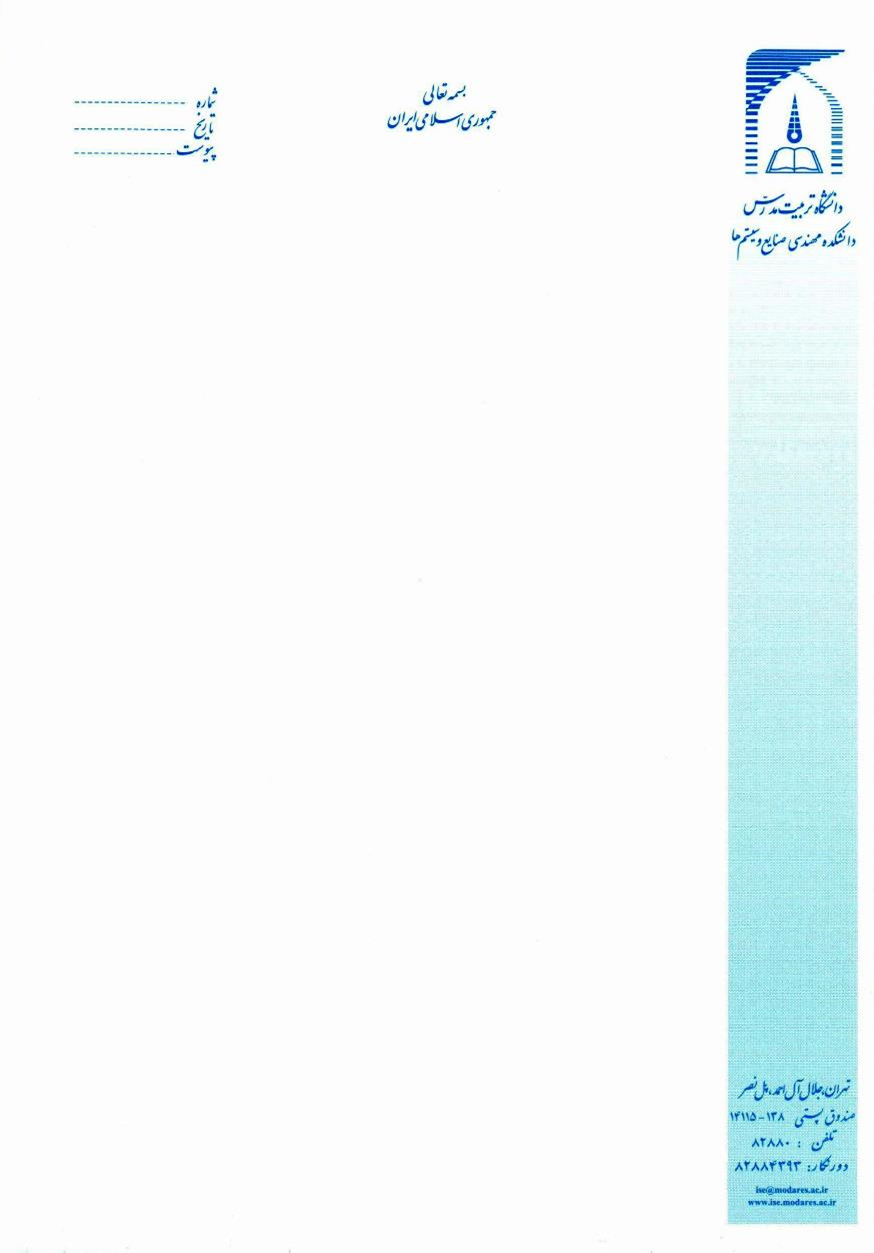 بسمه تعالی
جمهوری اسلامی ایران
شماره
تاریخ
پیوست
دانشگاه تربیت مدرس
دانشکده مهندسی صنایع و سیستم‌ها
تهران، جلال آل احمد، پل نصر
صندوق پستی ۱۳۸-۱۴۱۱۵
تلفن : ۸۲۸۸۰
دورنگار: ۸۲۸۸۴۳۹۳
ise@modares.ac.ir
www.ise.modares.ac.ir